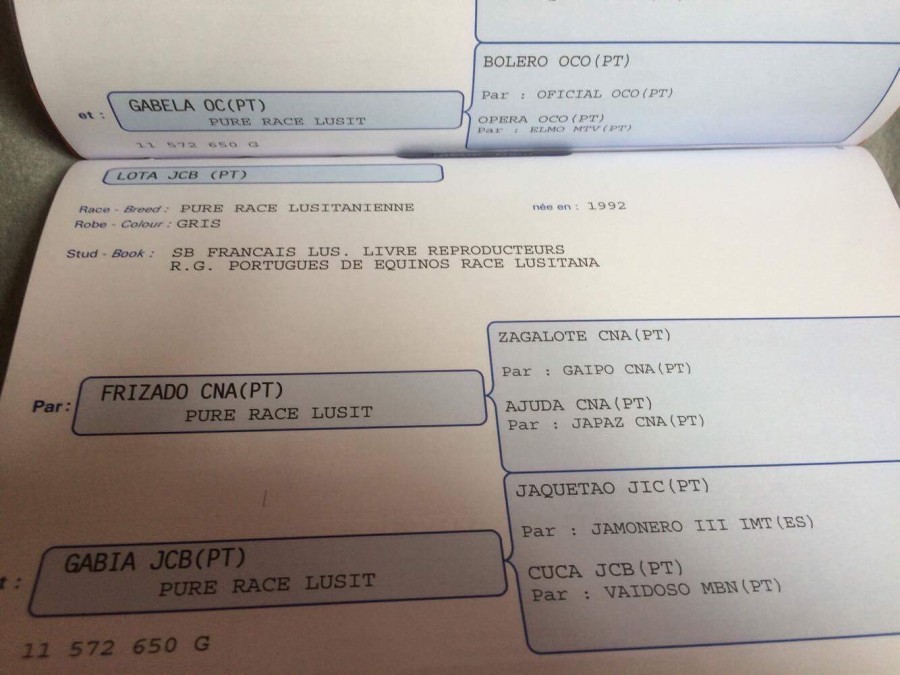 BOLERO OCO(PT)
Par : OFICIAL OCO(PT)
et : GABELA OC(PT)
PURE RACE LUSIT
OPERA OCO(PT)
Par : ELMO MTV(PT)
11 572 650 G
LOTA JCB (PT)
Race - Breed : PURE RACE LUSITANIENNE née en : 1992
Robe - Colour : GRIS
Stud - Book : SB FRANCAIS LUS. LIVRE REPRODUCTEURS
R.G. PORTUGUES DE EQUINOS RACE LUSITANA
ZAGALOTE CNA(PT)
Par : GAIPO CNA(PT)
Par : FRIZADO CNA(PT)
PURE RACE LUSIT
AJUDA CNA(PT)
Par : JAPAZ CNA(PT)
JAQUETAO JIC(PT)
Par : JAMONERO III IMT(ES)
t : GABIA JCB(PT)
PURE RACE LUSIT
CUCA JCB(PT)
Par : VAIDOSO MBN(PT)
11 572 650 G